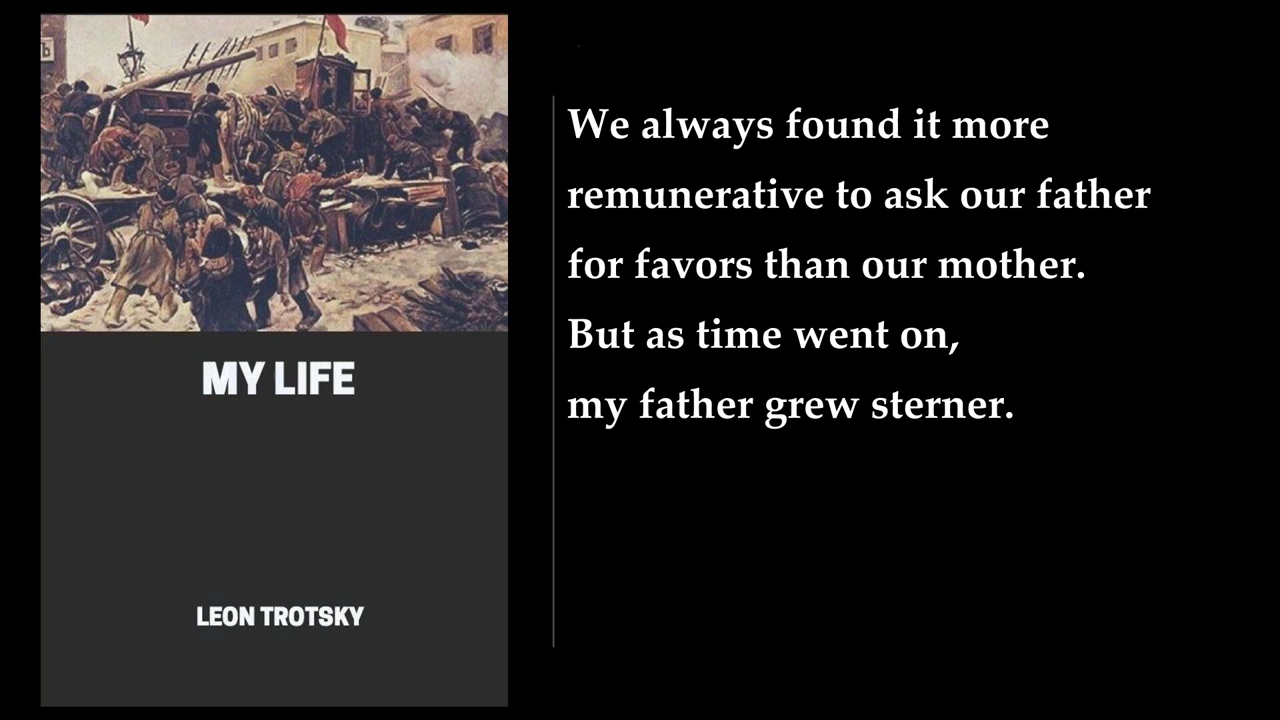 Ъ
MY LIFE
LEON TROTSKY
We always found it more
remunerative to ask our father
for favors than our mother.
But as time went on,
my father grew sterner.